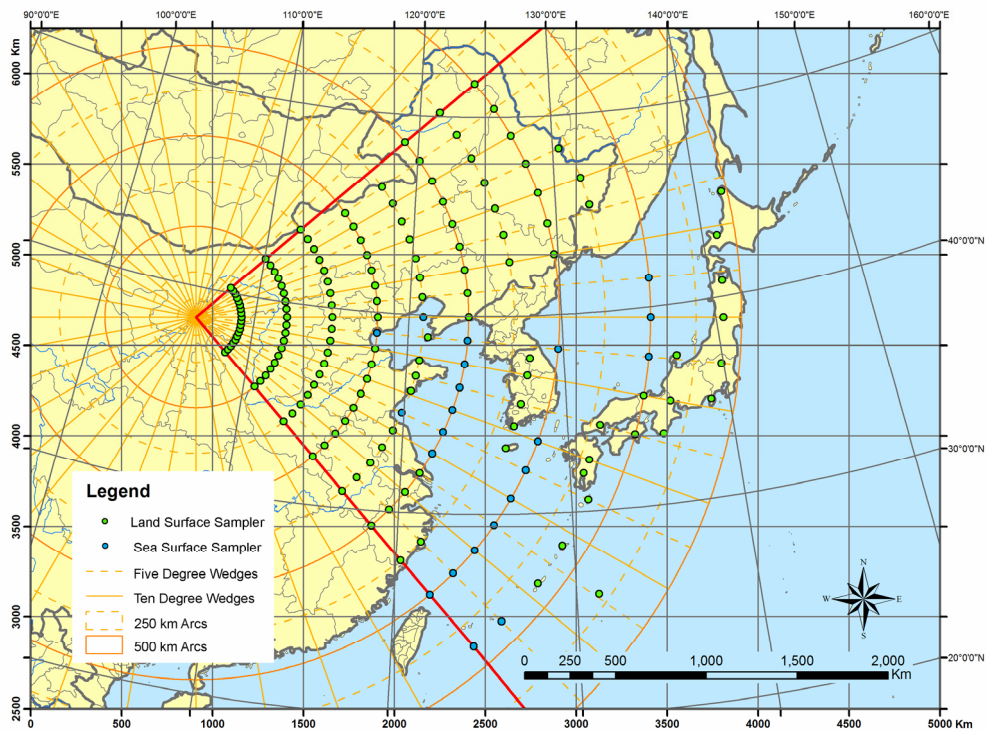 90°0'0"E 100°0'0"E 110°0'0"E 120°0'0"E 130°0'0"E 140°0'0"E 150°0'0"E 160°0'0"E
Km
6000
5500
5000
40°0'0"N
4500
4000
30°0'0"N
Legend
Land Surface Sampler
Sea Surface Sampler
Five Degree Wedges
Ten Degree Wedges
250 km Arcs
500 km Arcs
3500
N
W E
S
3000
20°0'0"N
0 250 500 1,000 1,500 2,000
Km
2500
0 500 1000 1500 2000 2500 3000 3500 4000 4500 5000 Km